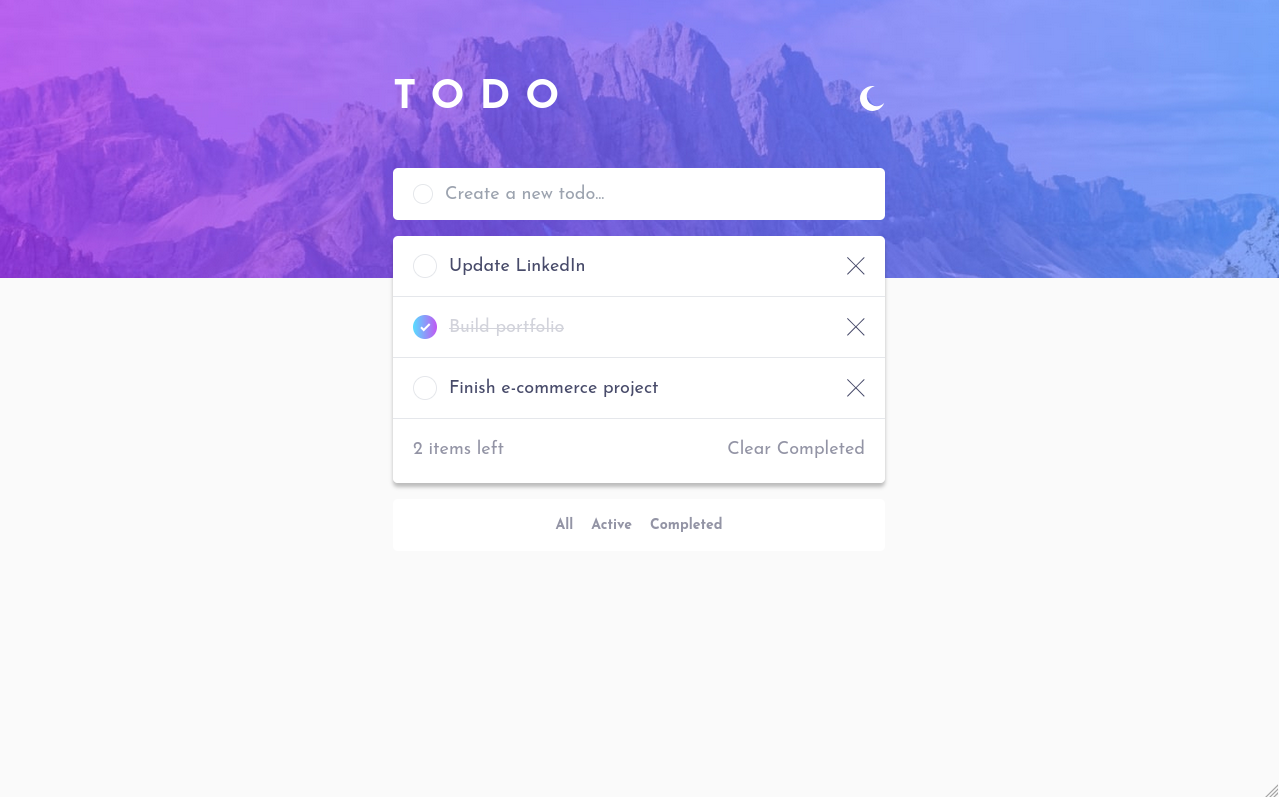 TODO
Create a new todo...
Update LinkedIn
Build portfolio
Finish e-commerce project
2 items left Clear Completed
All Active Completed